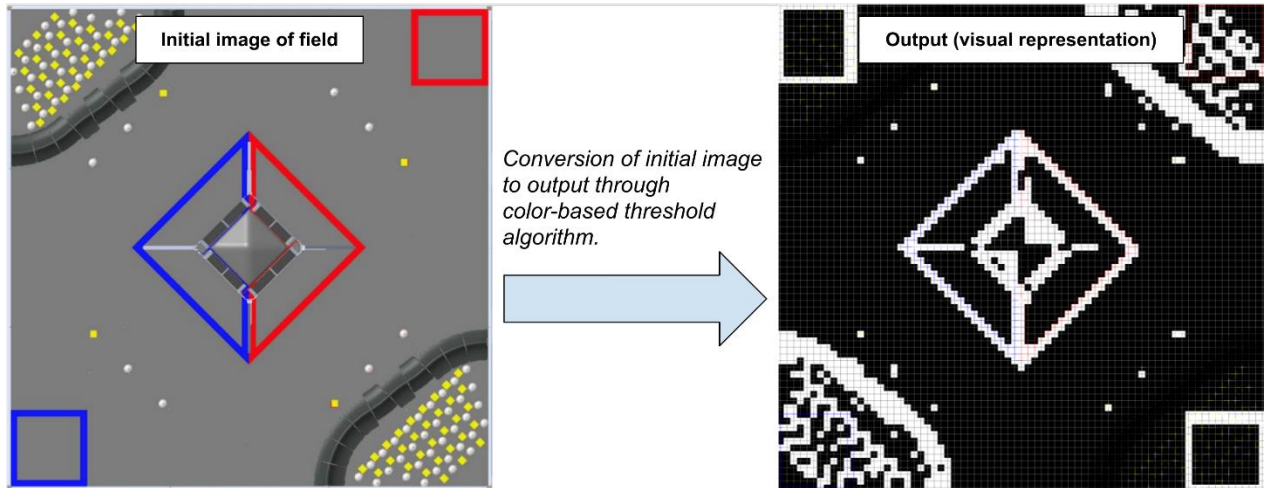 Initial image of field
Output (visual representation)
Conversion of initial image
to output through
color-based threshold
algorithm.